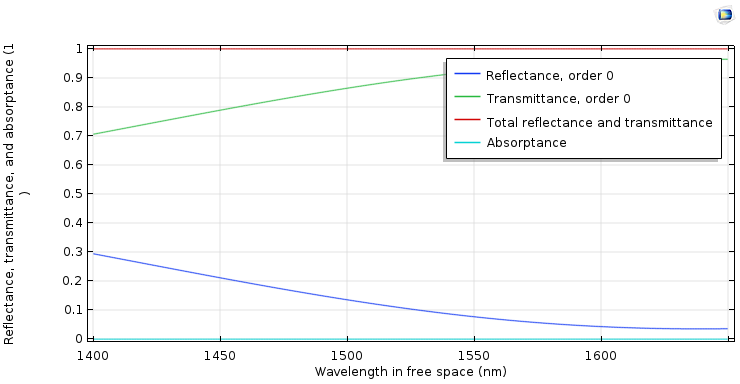 Reflectance, transmittance, and absorptance (1
)
1
0.9
0.8
0.7
0.6
0.5
0.4
0.3
0.2
0.1
0
Reflectance, order 0
Transmittance, order 0
Total reflectance and transmittance
Absorptance
1400 1450 1500 1550 1600
Wavelength in free space (nm)